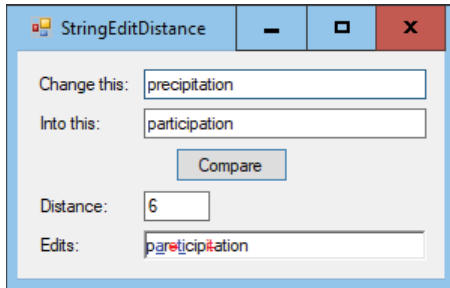 StringEditDistance
Change this: precipitation
Into this: participation
Compare
Distance: 6
Edits: pareticipitation